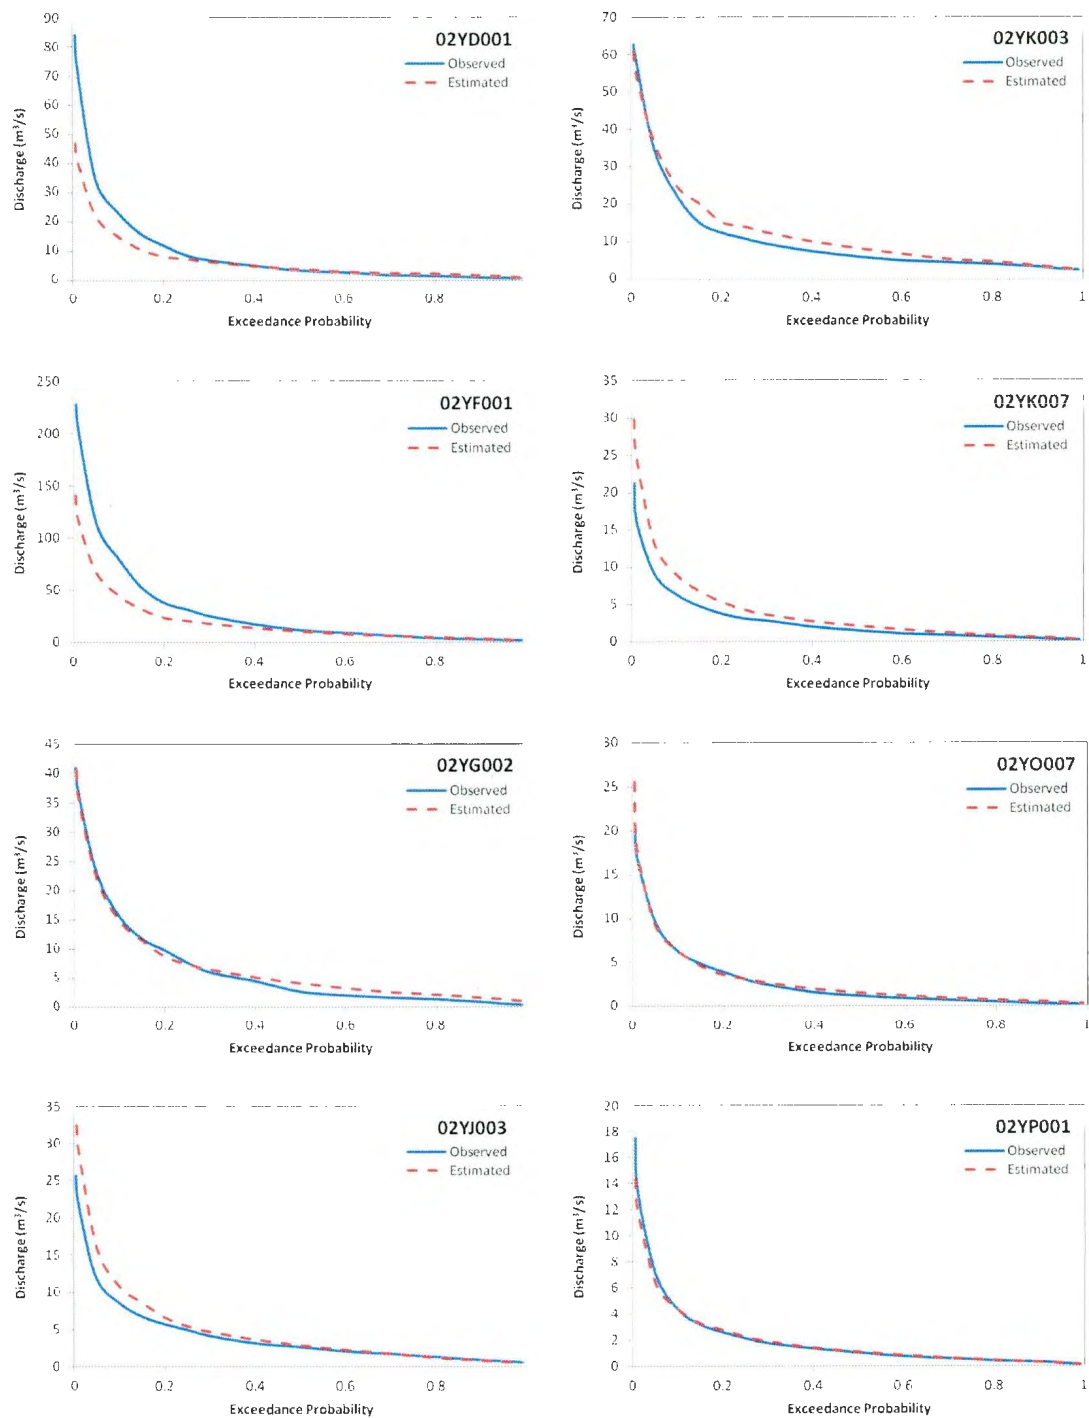 02YD001
Observed
Estimated
Discharge (m³/s)
90
80
70
60
50
40
30
20
10
0
0 0.2 0.4 0.6 0.8
Exceedance Probability
02YK003
Observed
Estimated
Discharge (m³/s)
70
60
50
40
30
20
10
0
0 0.2 0.4 0.6 0.8 1
Exceedance Probability
02YF001
Observed
Estimated
Discharge (m³/s)
250
200
150
100
50
0
0 0.2 0.4 0.6 0.8
Exceedance Probability
02YK007
Observed
Estimated
Discharge (m³/s)
35
30
25
20
15
10
5
0
0 0.2 0.4 0.6 0.8 1
Exceedance Probability
02YG002
Observed
Estimated
Discharge (m³/s)
45
40
35
30
25
20
15
10
5
0
0 0.2 0.4 0.6 0.8
Exceedance Probability
02YO007
Observed
Estimated
Discharge (m³/s)
30
25
20
15
10
5
0
0 0.2 0.4 0.6 0.8 1
Exceedance Probability
02YJ003
Observed
Estimated
Discharge (m³/s)
35
30
25
20
15
10
5
0
0 0.2 0.4 0.6 0.8
Exceedance Probability
02YP001
Observed
Estimated
Discharge (m³/s)
20
18
16
14
12
10
8
6
4
2
0
0 0.2 0.4 0.6 0.8 1
Exceedance Probability